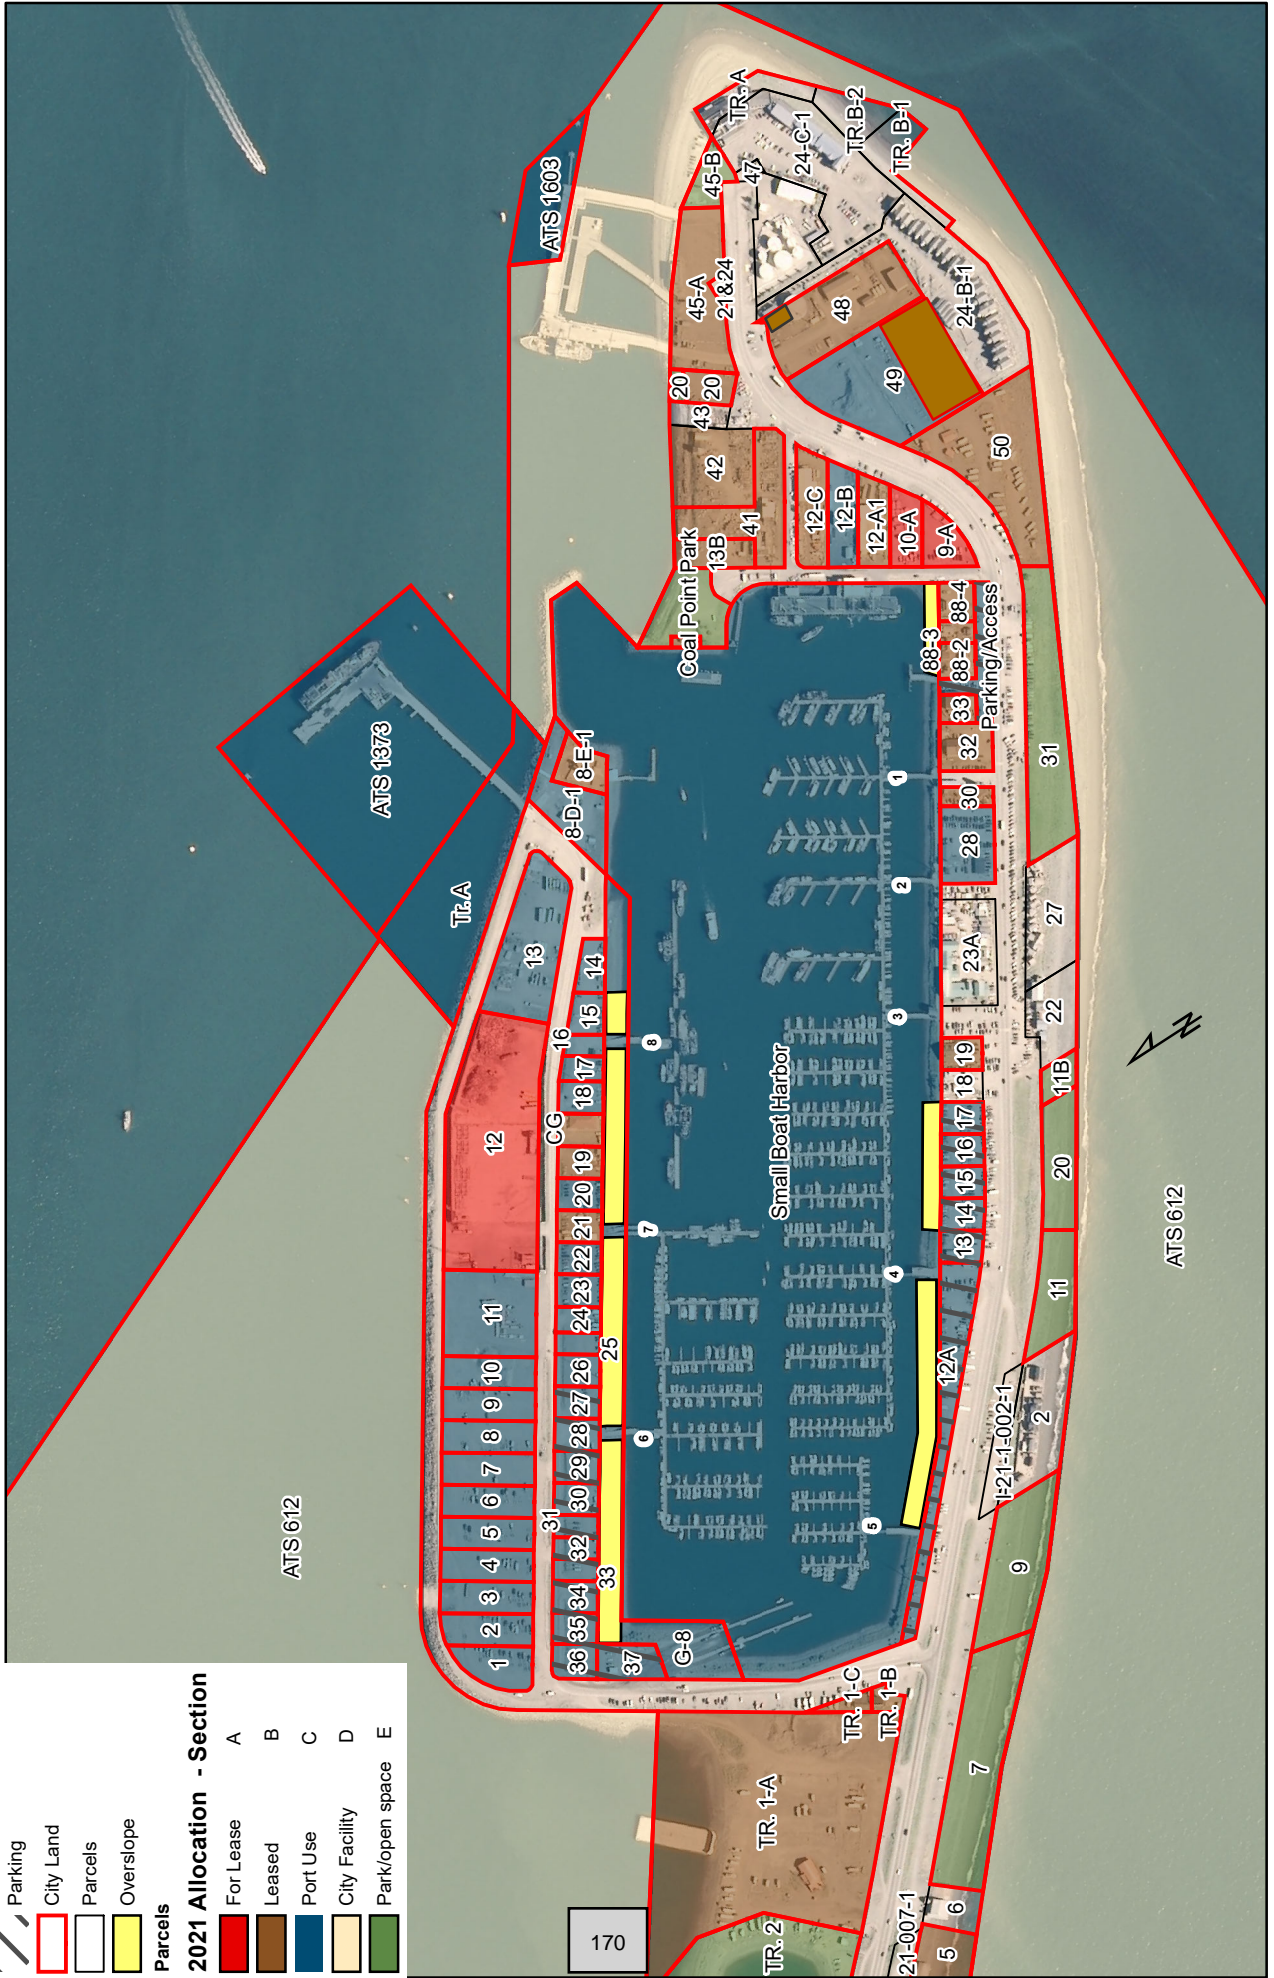 Parking
City Land
Parcels
Overslope
Parcels
2021 Allocation - Section
For Lease A
Leased B
Port Use C
City Facility D
Park/open space E
170
ATS 1603
ATS 1373
Tr. A
ATS 612
ATS 612
TR. A
TR.B-2
TR. B-1
24-C-1
47
45-B
45-A
21&24
48
24-B-1
49
50
20
20
43
42
41
13B
Coal Point Park
12-C
12-B
12-A1
10-A
9-A
88-4
88-3
88-2
Parking/Access
33
32
30
28
31
27
23A
22
19
18
11B
17
16
15
14
13
20
11
12A
I-21-1-002-1
2
9
7
6
5
21-007-1
TR. 2
TR. 1-A
TR. 1-B
TR. 1-C
Small Boat Harbor
1
2
3
4
5
6
7
8
8-E-1
8-D-1
13
14
15
16
17
18
CG
19
20
21
22
23
24
25
26
27
28
29
30
31
32
33
34
35
36
37
G-8
12
11
10
9
8
7
6
5
4
3
2
1
N